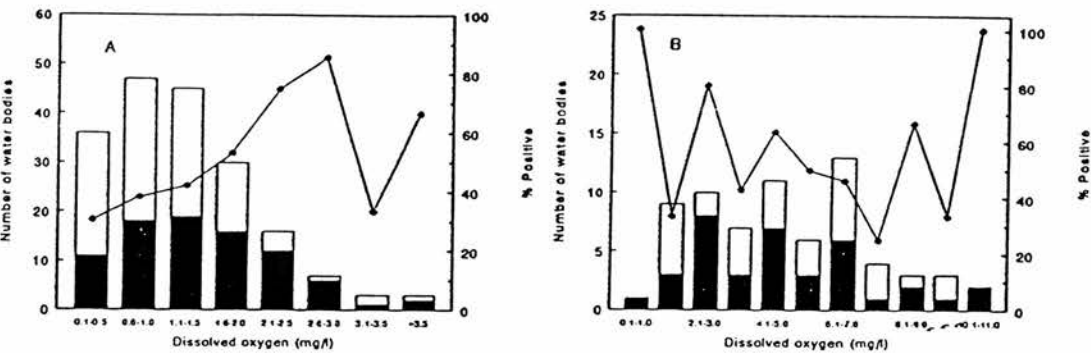 A
60
50
40
30
20
10
0
Number of water bodies
100
80
60
40
20
0
% Positive
0.1-0.5 0.6-1.0 1.1-1.5 1.6-2.0 2.1-2.5 2.6-3.0 3.1-3.5 >3.5
Dissolved oxygen (mg/l)
B
25
20
15
10
5
0
Number of water bodies
100
80
60
40
20
0
% Positive
0.1-1.0 2.1-3.0 4.1-5.0 6.1-7.0 8.1-9.0
Dissolved oxygen (mg/l)